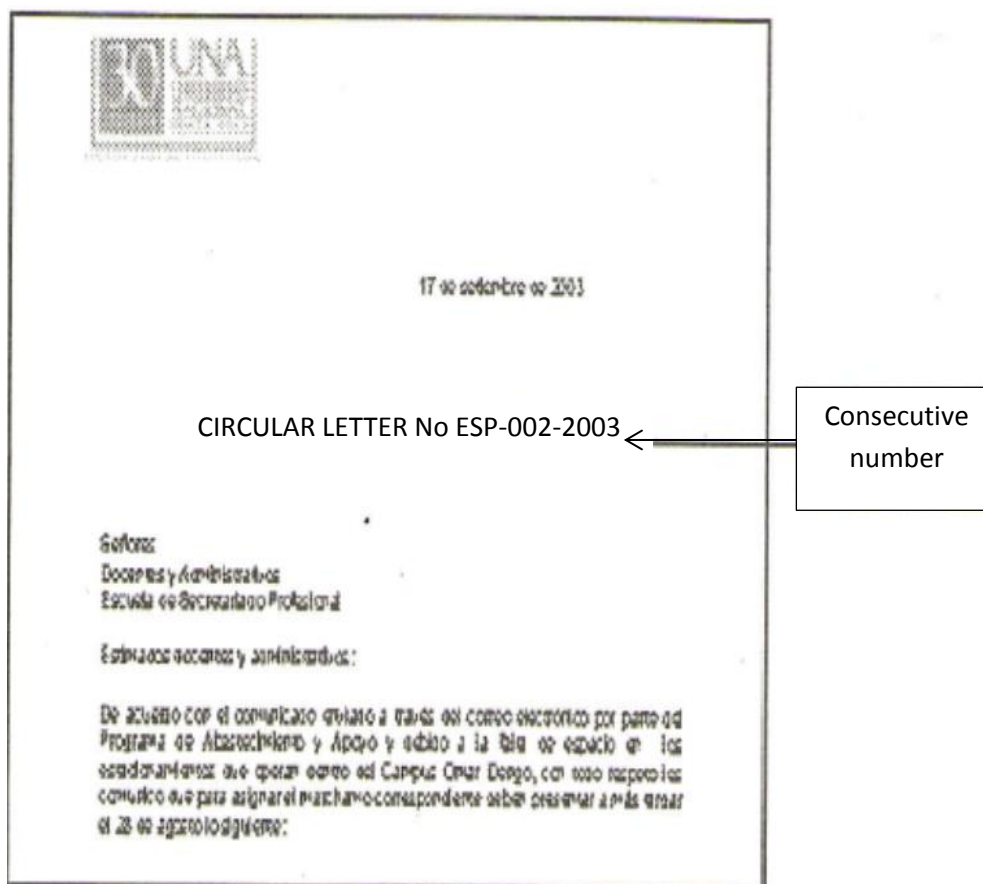 30 UNA
17 de setiembre de 2003
CIRCULAR LETTER No ESP-002-2003
Consecutive
number
Señores
Docentes y Administrativos
Escuela de Secretariado Profesional
Estimados docentes y administrativos:
De acuerdo con el comunicado enviado a través del correo electrónico por parte del
Programa de Abastecimiento y Apoyo y debido a la falta de espacio en los
estacionamientos que operan dentro del Campus Omar Dengo, con todo respeto les
comunico que para asignar el marchamo correspondiente deben presentar a más tardar
el 28 de agosto lo siguiente: